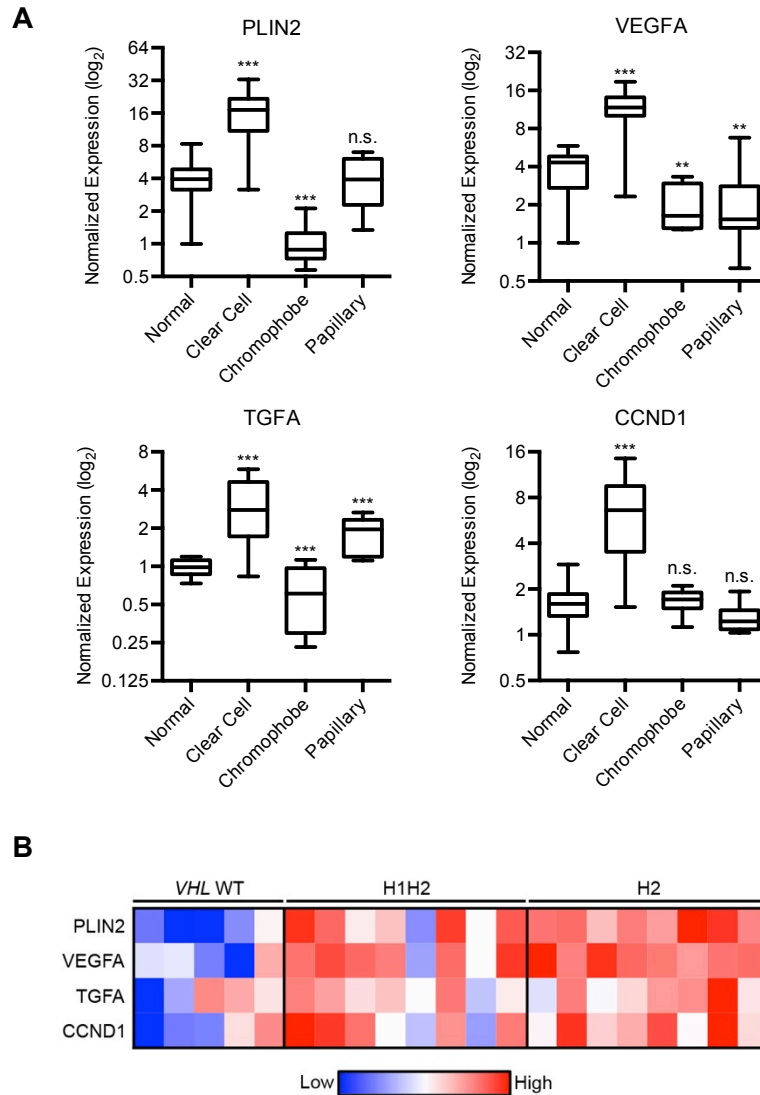 A
PLIN2
Normalized Expression (log2)
64
32
16
8
4
2
1
0.5
***
***
n.s.
Normal
Clear Cell
Chromophobe
Papillary
VEGFA
Normalized Expression (log2)
32
16
8
4
2
1
0.5
***
**
**
Normal
Clear Cell
Chromophobe
Papillary
TGFA
Normalized Expression (log2)
8
4
2
1
0.5
0.25
0.125
***
***
***
Normal
Clear Cell
Chromophobe
Papillary
CCND1
Normalized Expression (log2)
16
8
4
2
1
0.5
***
n.s.
n.s.
Normal
Clear Cell
Chromophobe
Papillary
B
VHL WT H1H2 H2
PLIN2
VEGFA
TGFA
CCND1
Low High